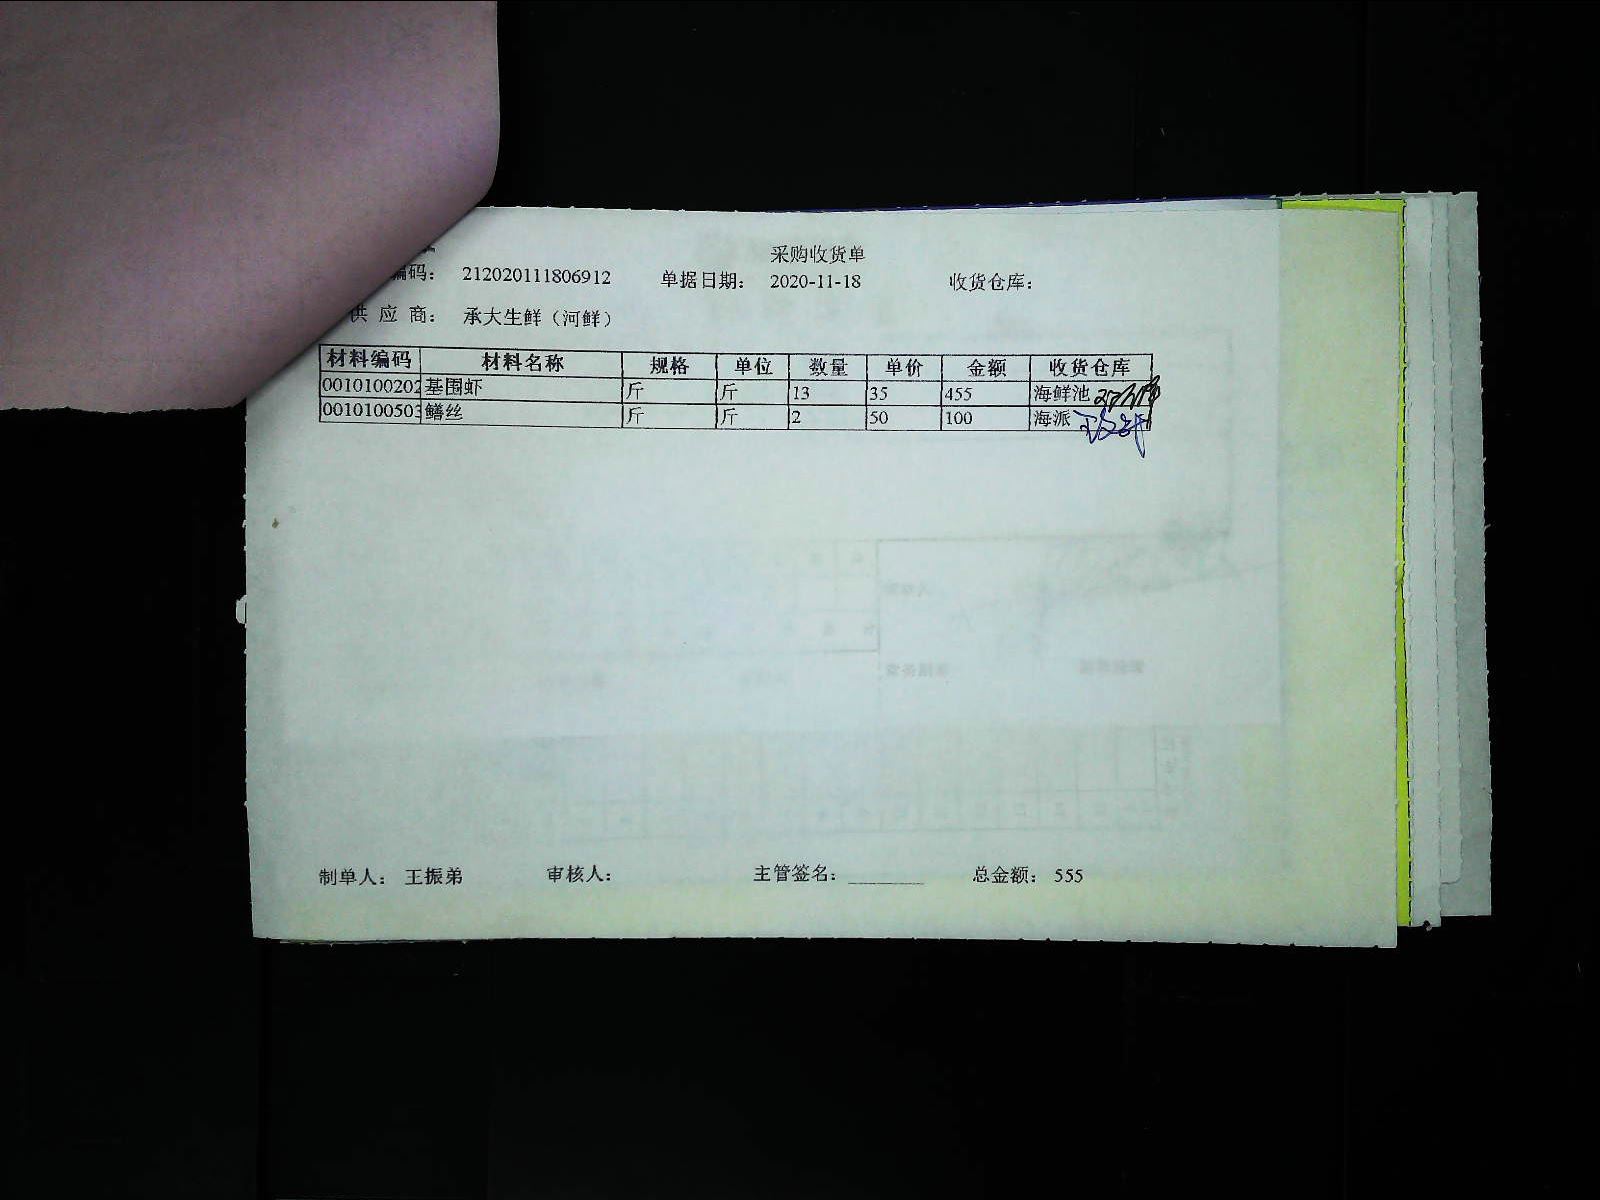 采购收货单
编码： 212020111806912 单据日期： 2020-11-18 收货仓库：
供 应 商： 承大生鲜（河鲜）
材料编码 材料名称 规格 单位 数量 单价 金额 收货仓库
0010100202 基围虾 斤 斤 13 35 455 海鲜池
0010100503 鳝丝 斤 斤 2 50 100 海派
制单人： 王振弟 审核人： 主管签名：________ 总金额： 555